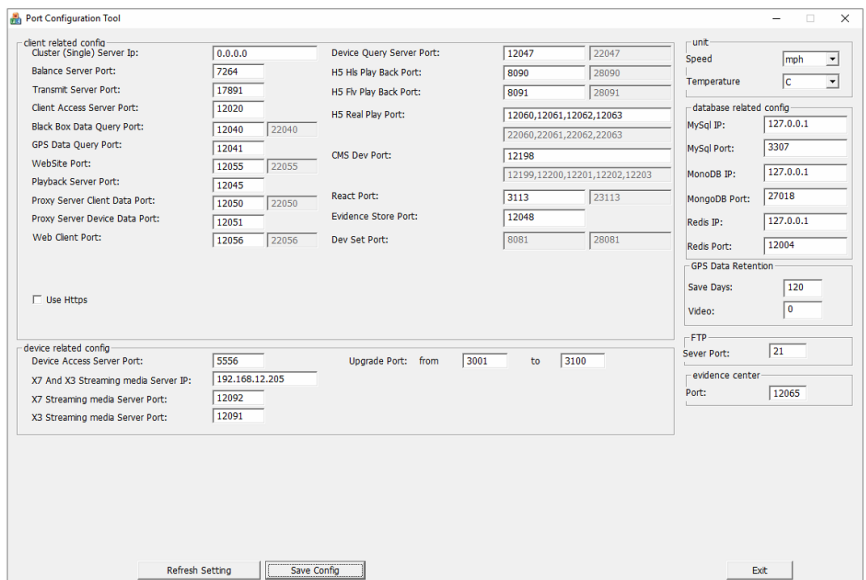 Port Configuration Tool
client related config
Cluster (Single) Server Ip: 0.0.0.0
Balance Server Port: 7264
Transmit Server Port: 17891
Client Access Server Port: 12020
Black Box Data Query Port: 12040 22040
GPS Data Query Port: 12041
WebSite Port: 12055 22055
Playback Server Port: 12045
Proxy Server Client Data Port: 12050 22050
Proxy Server Device Data Port: 12051
Web Client Port: 12056 22056
Use Https
Device Query Server Port: 12047 22047
H5 Hls Play Back Port: 8090 28090
H5 Flv Play Back Port: 8091 28091
H5 Real Play Port: 12060,12061,12062,12063
22060,22061,22062,22063
CMS Dev Port: 12198
12199,12200,12201,12202,12203
React Port: 3113 23113
Evidence Store Port: 12048
Dev Set Port: 8081 28081
device related config
Device Access Server Port: 5556
X7 And X3 Streaming media Server IP: 192.168.12.205
X7 Streaming media Server Port: 12092
X3 Streaming media Server Port: 12091
Upgrade Port: from 3001 to 3100
unit
Speed mph
Temperature C
database related config
MySql IP: 127.0.0.1
MySql Port: 3307
MonoDB IP: 127.0.0.1
MongoDB Port: 27018
Redis IP: 127.0.0.1
Redis Port: 12004
GPS Data Retention
Save Days: 120
Video: 0
FTP
Sever Port: 21
evidence center
Port: 12065
Refresh Setting Save Config Exit